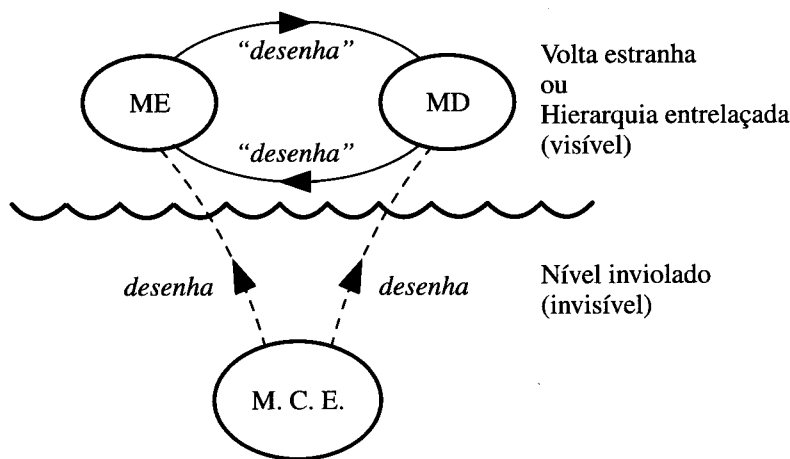 “desenha”
ME
MD
“desenha”
Volta estranha
ou
Hierarquia entrelaçada
(visível)
desenha
desenha
Nível inviolado
(invisível)
M. C. E.